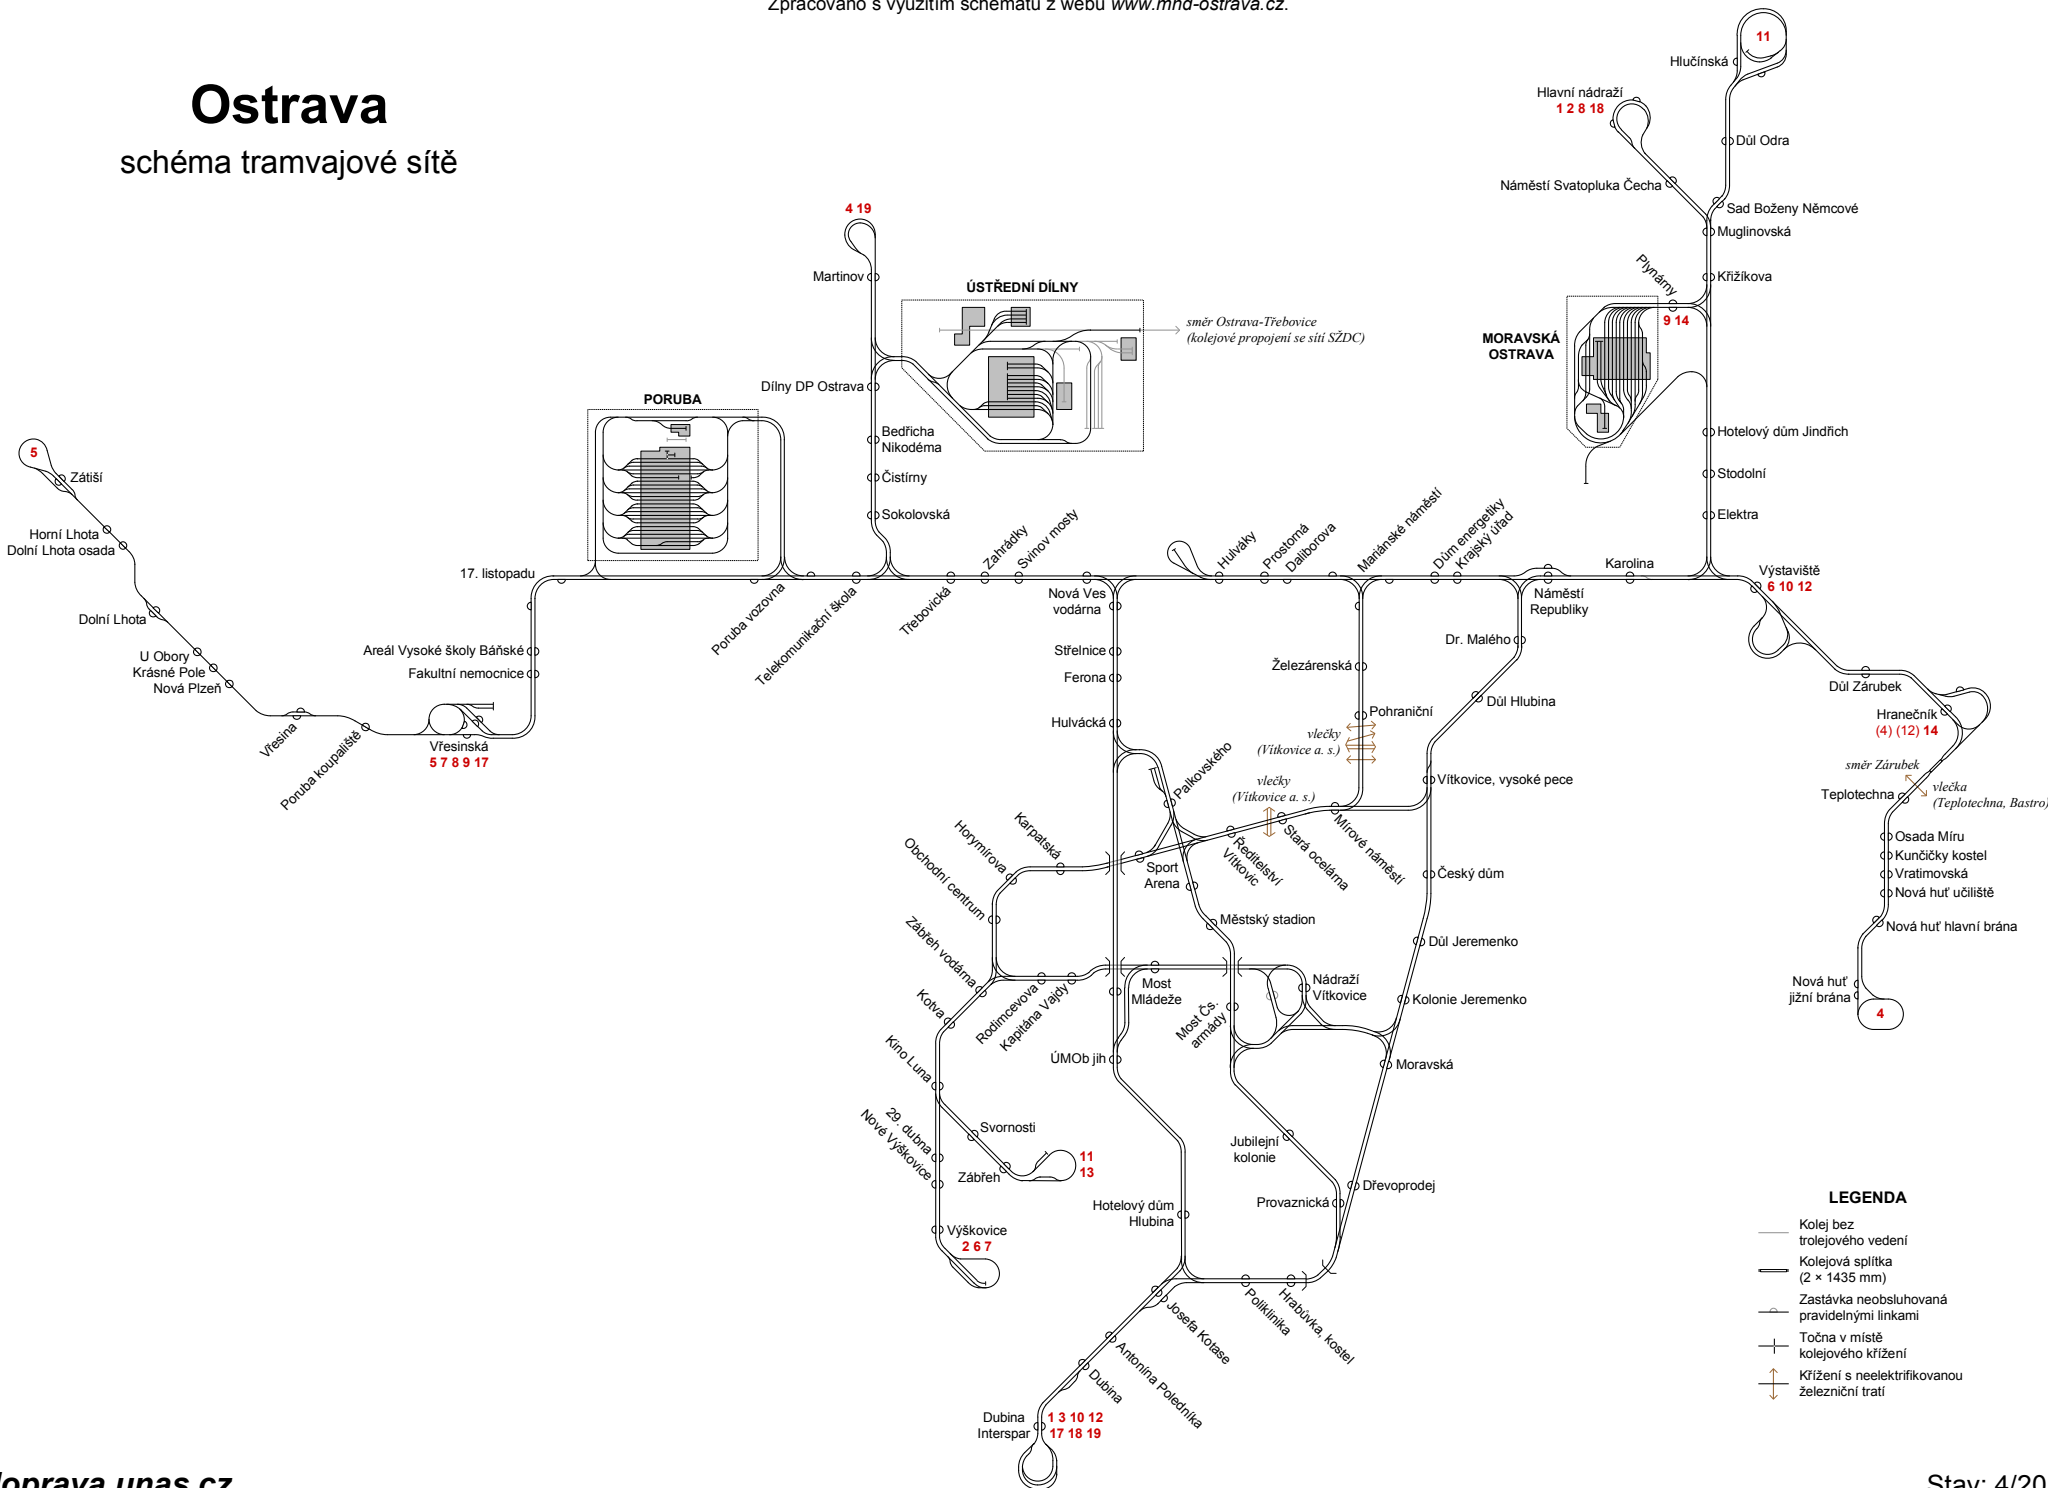 Zpracováno s využitím schématu z webu www.mhd-ostrava.cz.
Ostrava
schéma tramvajové sítě
11
Hlučínská
Hlavní nádraží
1 2 8 18
Důl Odra
Náměstí Svatopluka Čecha
Sad Boženy Němcové
Muglinovská
Křižíkova
Plynárny
9 14
MORAVSKÁ
OSTRAVA
Hotelový dům Jindřich
Stodolní
Elektra
4 19
Martinov
ÚSTŘEDNÍ DÍLNY
směr Ostrava-Třebovice
(kolejové propojení se sítí SŽDC)
Dílny DP Ostrava
PORUBA
Bedřicha
Nikodéma
Čistírny
Sokolovská
5
Zátiší
Horní Lhota
Dolní Lhota osada
Dolní Lhota
U Obory
Krásné Pole
Nová Plzeň
Vřesina
Poruba koupaliště
Vřesinská
5 7 8 9 17
Fakultní nemocnice
Areál Vysoké školy Báňské
17. listopadu
Poruba vozovna
Telekomunikační škola
Třebovická
Zahrádky
Svinov mosty
Nová Ves
vodárna
Hulváky
Prostorná
Daliborova
Mariánské náměstí
Dům energetiky
Krajský úřad
Náměstí
Republiky
Karolina
Výstaviště
6 10 12
Střelnice
Ferona
Hulvácká
Železárenská
Pohraniční
vlečky
(Vítkovice a. s.)
vlečky
(Vítkovice a. s.)
Dr. Malého
Důl Hlubina
Vítkovice, vysoké pece
Důl Zárubek
Hranečník
(4) (12) 14
směr Zárubek
vlečka
(Teplotechna, Bastro)
Teplotechna
Osada Míru
Kunčičky kostel
Vratimovská
Nová huť učiliště
Nová huť hlavní brána
Nová huť
jižní brána
4
Palkovského
Karpatská
Horymírova
Obchodní centrum
Zábřeh vodárna
Sport
Arena
Ředitelství
Vítkovic
Stará ocelárna
Mírové náměstí
Český dům
Městský stadion
Důl Jeremenko
Kotva
Rodimcevova
Kapitána Vajdy
Most
Mládeže
Most Čs.
armády
Nádraží
Vítkovice
Kolonie Jeremenko
Kino Luna
ÚMOb jih
Moravská
29. dubna
Nové Výškovice
Svornosti
Zábřeh
11
13
Jubilejní
kolonie
Výškovice
2 6 7
Hotelový dům
Hlubina
Provaznická
Dřevoprodej
Josefa Kotase
Poliklinika
Hrabůvka, kostel
Antonína Poledníka
Dubina
Dubina
Interspar
1 3 10 12
17 18 19
LEGENDA
Kolej bez
trolejového vedení
Kolejová splítka
(2 × 1435 mm)
Zastávka neobsluhovaná
pravidelnými linkami
Točna v místě
kolejového křížení
Křížení s neelektrifikovanou
železniční tratí
doprava.unas.cz
Stav: 4/20